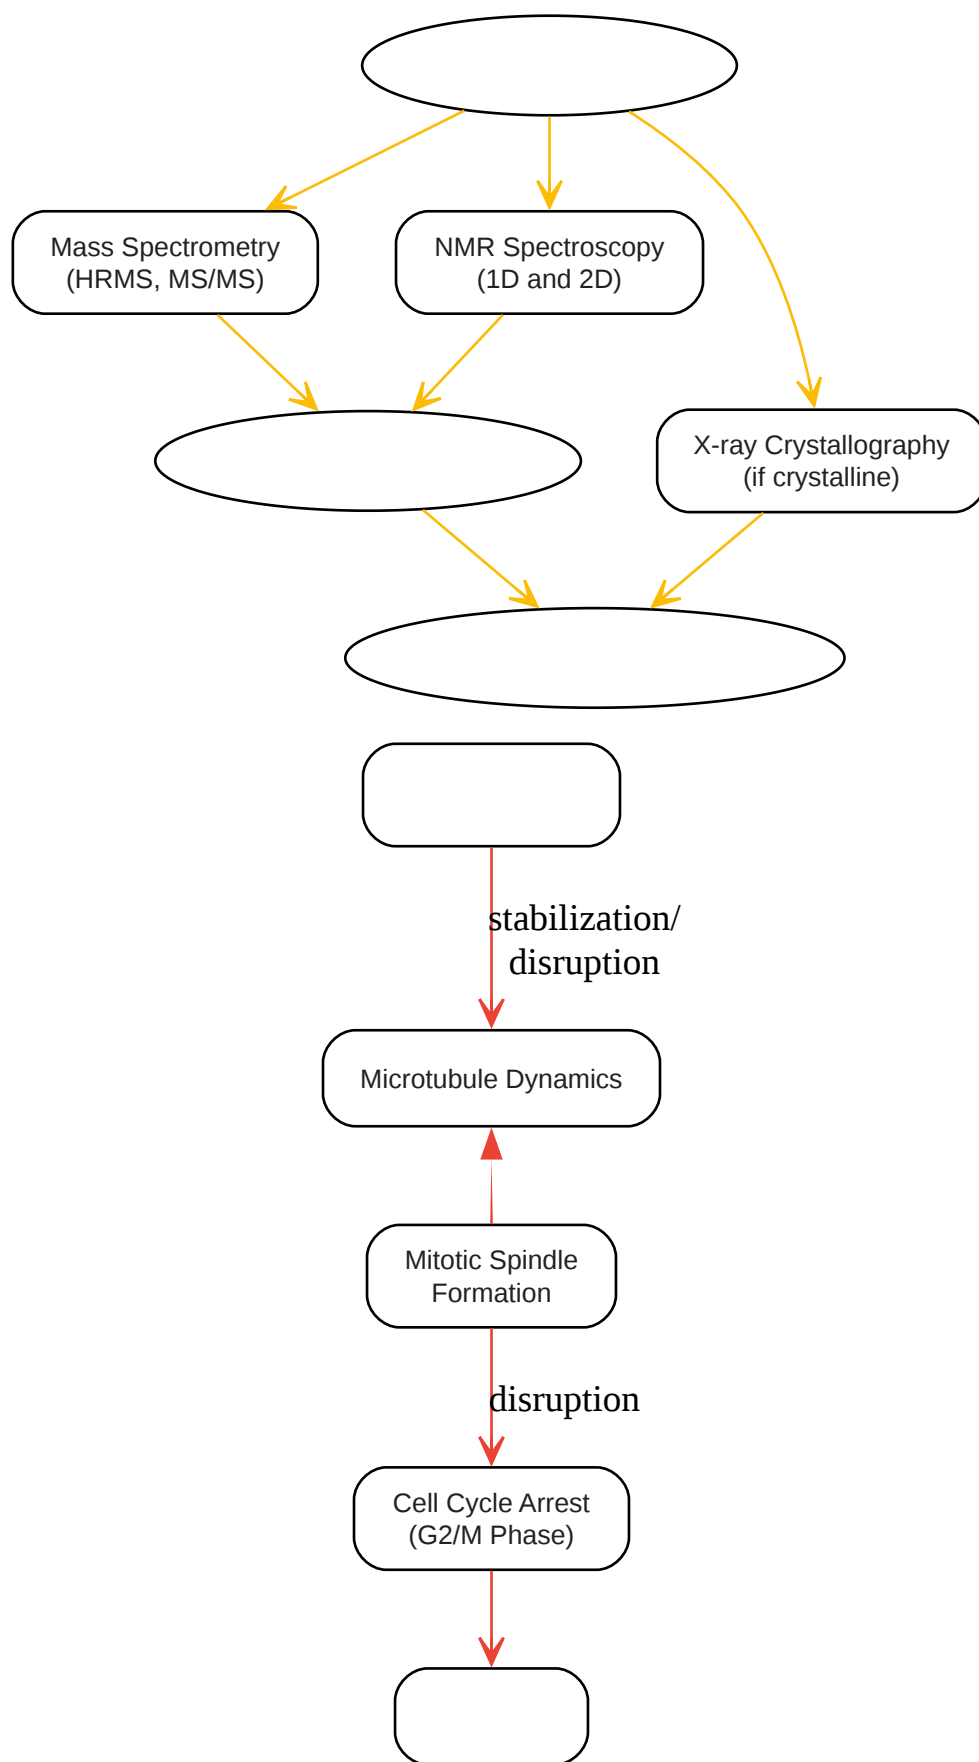 Mass Spectrometry
(HRMS, MS/MS)
NMR Spectroscopy
(1D and 2D)
X-ray Crystallography
(if crystalline)
stabilization/
disruption
Microtubule Dynamics
Mitotic Spindle
Formation
disruption
Cell Cycle Arrest
(G2/M Phase)